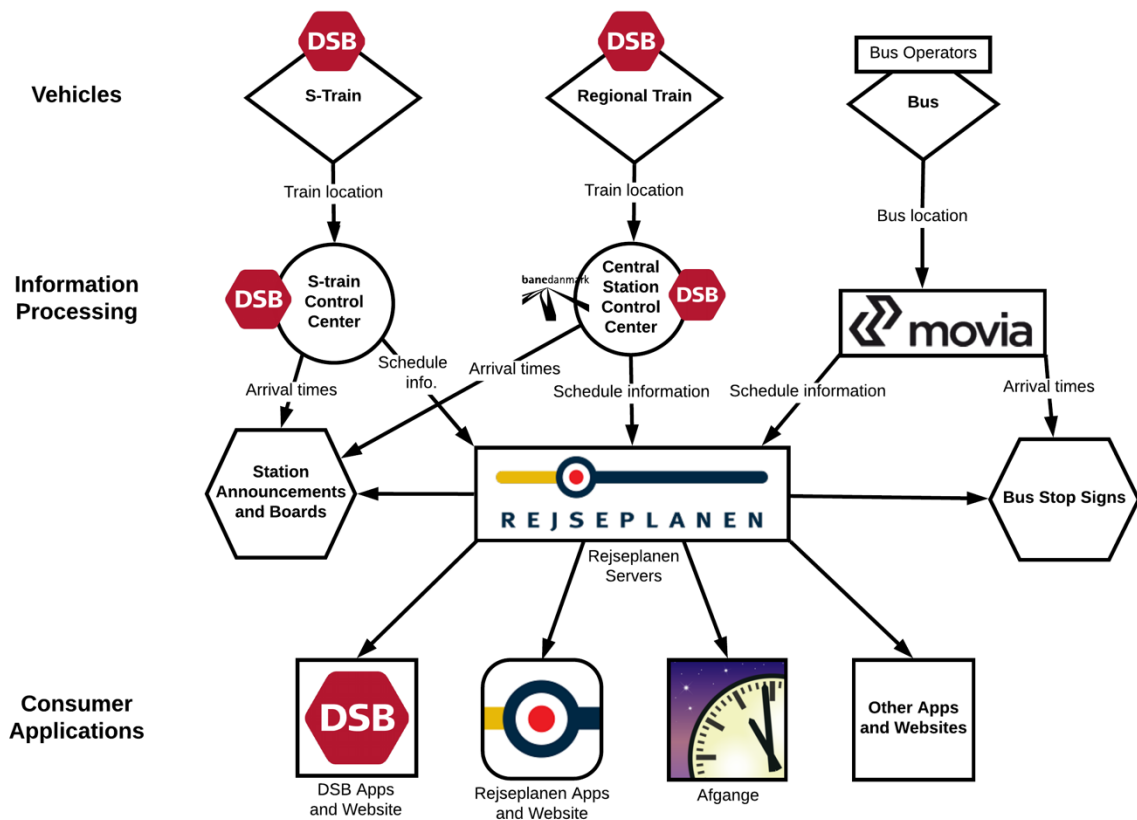 DSB
DSB
Bus Operators
Vehicles
S-Train
Regional Train
Bus
Train location
Train location
Bus location
Information
Processing
DSB
S-train
Control
Center
banedanmark
Central
Station
Control
Center
DSB
movia
Arrival times
Schedule
info.
Arrival times
Schedule information
Schedule information
Arrival times
Station
Announcements
and Boards
REJSEPLANEN
Bus Stop Signs
Rejseplanen
Servers
Consumer
Applications
DSB
Other Apps
and Websites
DSB Apps
and Website
Rejseplanen Apps
and Website
Afgange